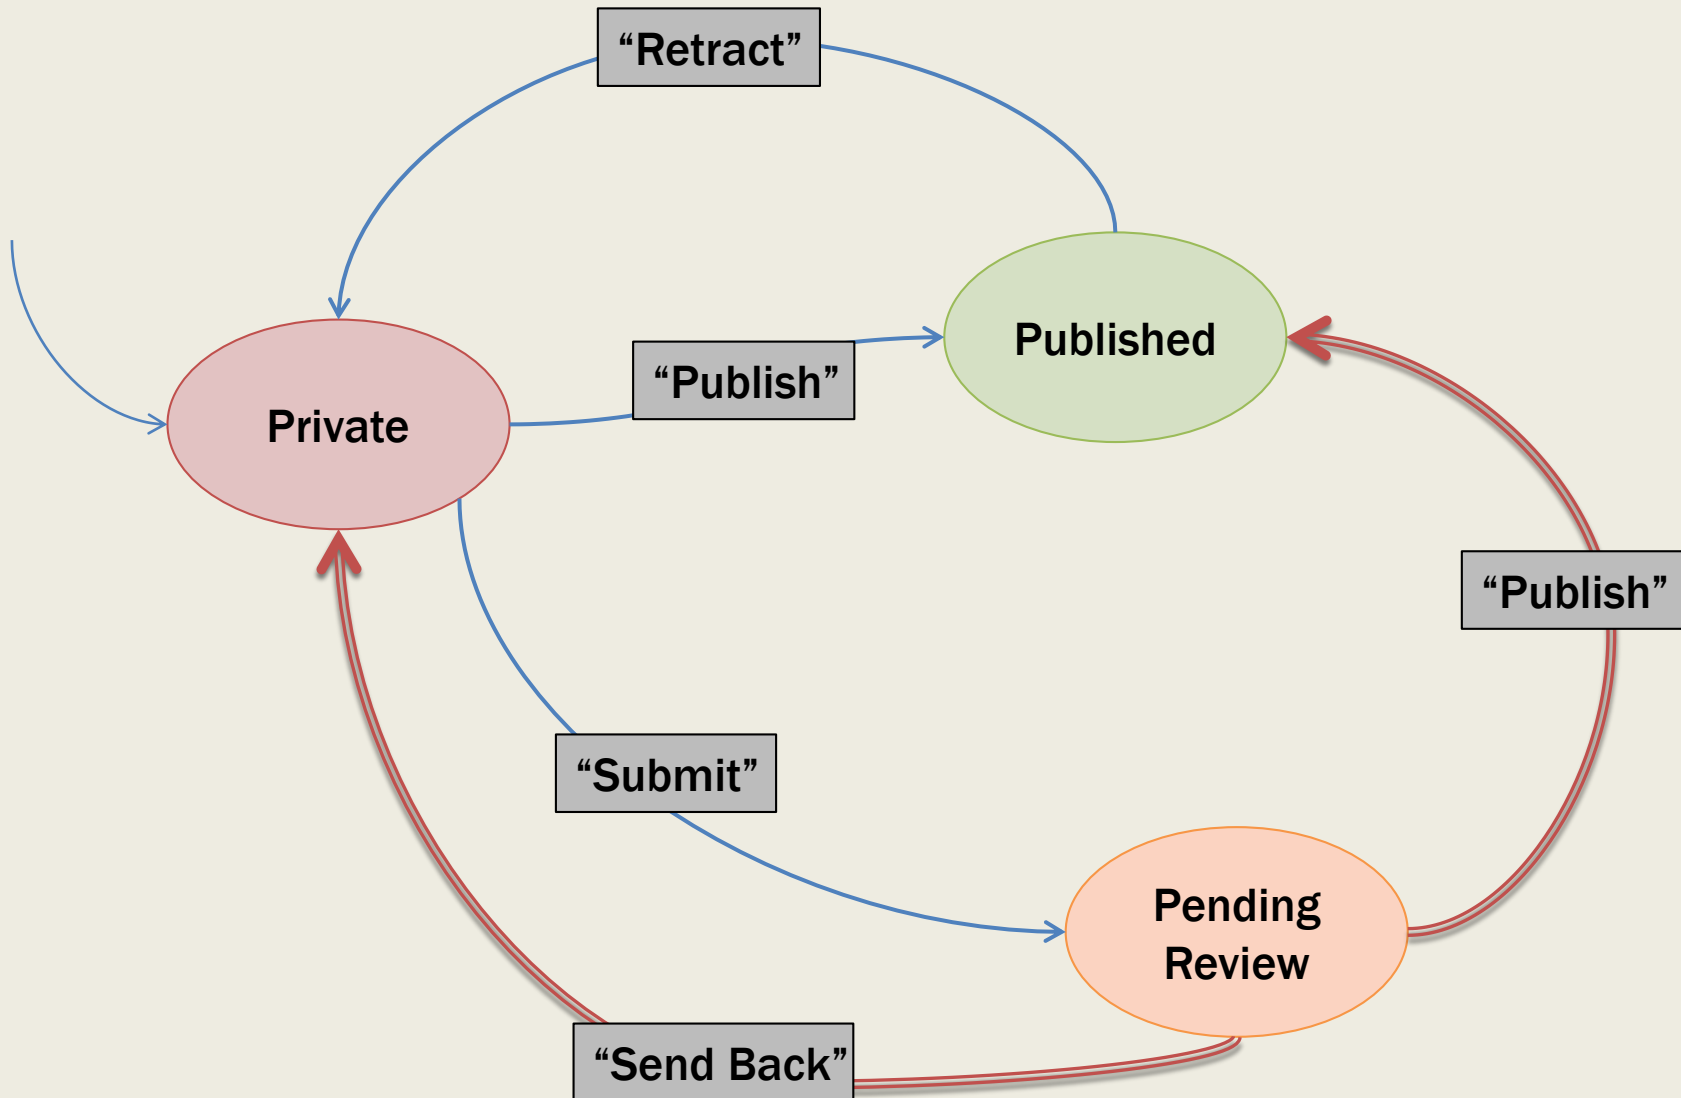 “Retract”
Published
“Publish”
Private
“Publish”
“Submit”
Pending
Review
“Send Back”